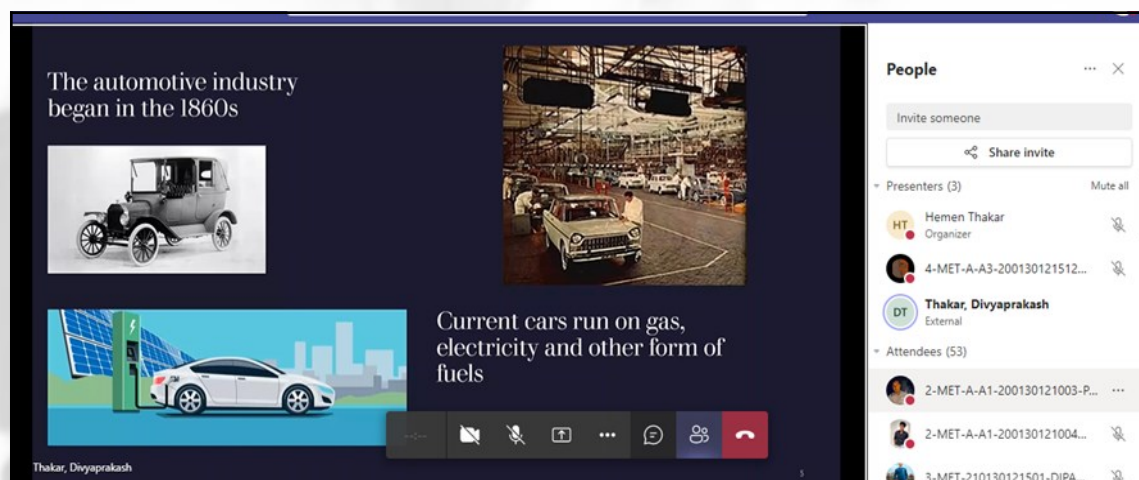 The automotive industry
began in the 1860s
Current cars run on gas,
electricity and other form of
fuels
--:--
Thakar, Divyaprakash
5
People
Invite someone
Share invite
Presenters (3) Mute all
HT Hemen Thakar
Organizer
4-MET-A-A3-200130121512...
DT Thakar, Divyaprakash
External
Attendees (53)
2-MET-A-A1-200130121003-P...
2-MET-A-A1-200130121004...
3-MET-210130121501-DIPA...